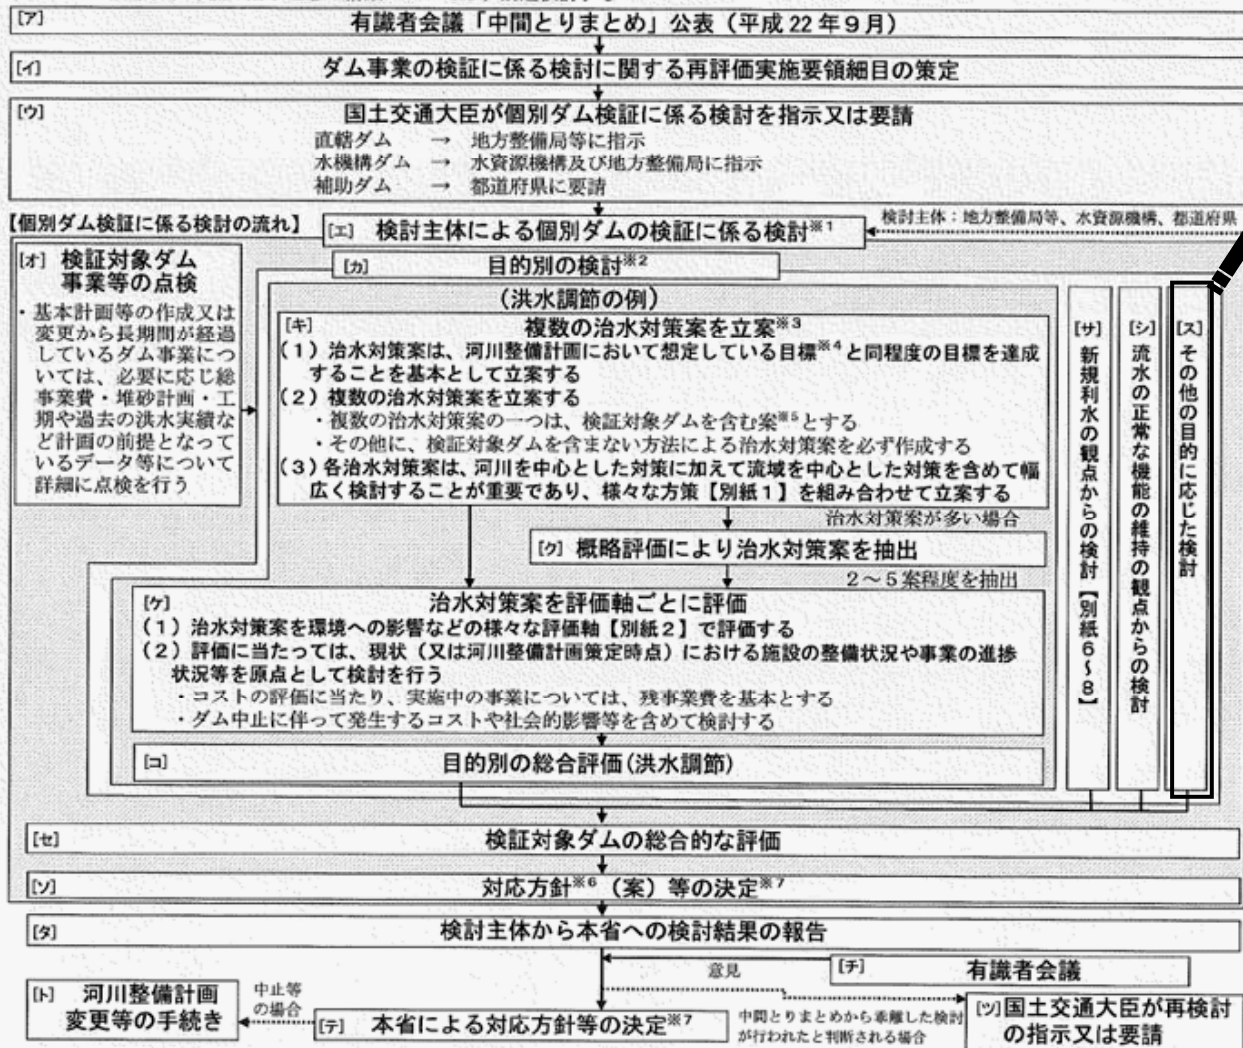 [ア] 有識者会議「中間とりまとめ」公表（平成22年９月）
[イ] ダム事業の検証に係る検討に関する再評価実施要領細目の策定
[ウ] 国土交通大臣が個別ダム検証に係る検討を指示又は要請
直轄ダム → 地方整備局等に指示
水機構ダム → 水資源機構及び地方整備局に指示
補助ダム → 都道府県に要請
【個別ダム検証に係る検討の流れ】
[エ] 検討主体による個別ダムの検証に係る検討※１
検討主体：地方整備局等、水資源機構、都道府県
[オ] 検証対象ダム
事業等の点検
・基本計画等の作成又は
変更から長期間が経過
しているダム事業につ
いては、必要に応じ総
事業費・堆砂計画・工
期や過去の洪水実績な
ど計画の前提となって
いるデータ等について
詳細に点検を行う
[カ] 目的別の検討※２
（洪水調節の例）
[キ] 複数の治水対策案を立案※３
（１）治水対策案は、河川整備計画において想定している目標※４と同程度の目標を達成
することを基本として立案する
（２）複数の治水対策案を立案する
・複数の治水対策案の一つは、検証対象ダムを含む案※５とする
・その他に、検証対象ダムを含まない方法による治水対策案を必ず作成する
（３）各治水対策案は、河川を中心とした対策に加えて流域を中心とした対策を含めて幅
広く検討することが重要であり、様々な方策【別紙１】を組み合わせて立案する
治水対策案が多い場合
[ク] 概略評価により治水対策案を抽出
２～５案程度を抽出
[ケ] 治水対策案を評価軸ごとに評価
（１）治水対策案を環境への影響などの様々な評価軸【別紙２】で評価する
（２）評価に当たっては、現状（又は河川整備計画策定時点）における施設の整備状況や事業の進捗
状況等を原点として検討を行う
・コストの評価に当たり、実施中の事業については、残事業費を基本とする
・ダム中止に伴って発生するコストや社会的影響等を含めて検討する
[コ] 目的別の総合評価（洪水調節）
[サ] 新規利水の観点からの検討【別紙６～８】
[シ] 流水の正常な機能の維持の観点からの検討
[ス] その他の目的に応じた検討
[セ] 検証対象ダムの総合的な評価
[ソ] 対応方針※６（案）等の決定※７
[タ] 検討主体から本省への検討結果の報告
意見
[チ] 有識者会議
[ト] 河川整備計画
変更等の手続き
中止等
の場合
[テ] 本省による対応方針等の決定※７
中間とりまとめから乖離した検討
が行われたと判断される場合
[ツ] 国土交通大臣が再検討
の指示又は要請